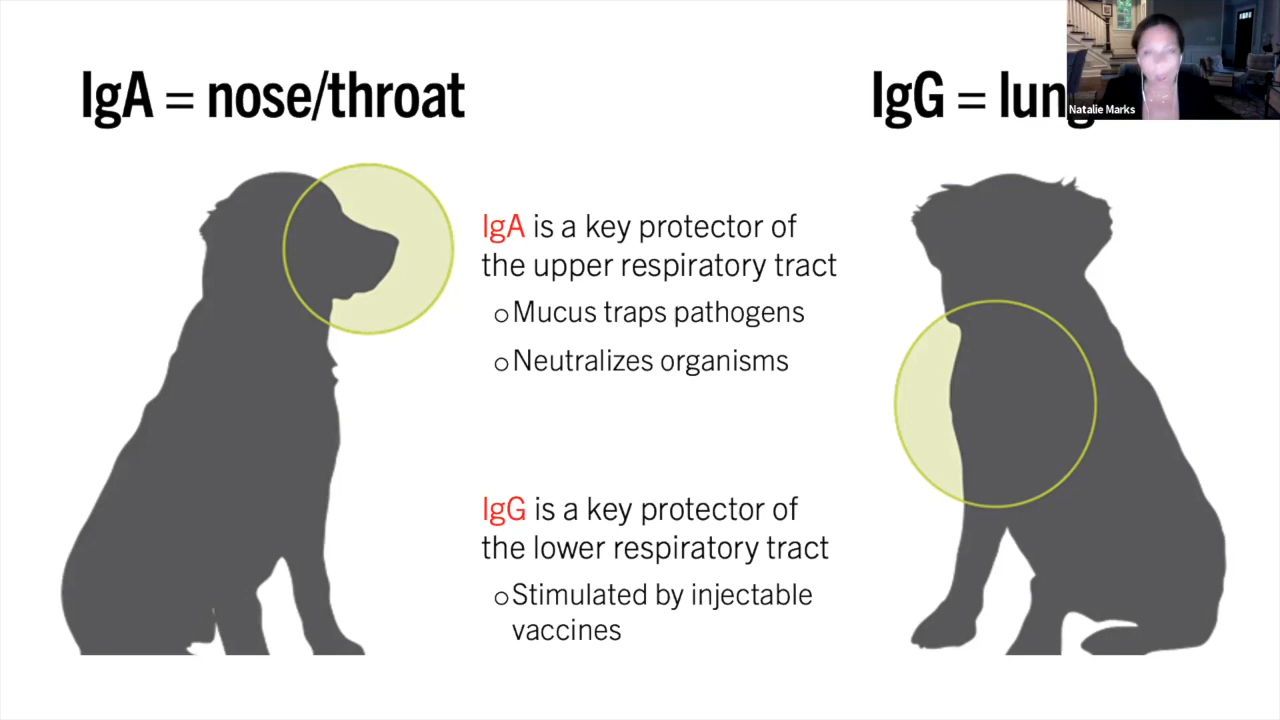 IgA = nose/throat
IgG = lung
Natalie Marks
IgA is a key protector of
the upper respiratory tract
○Mucus traps pathogens
○Neutralizes organisms
IgG is a key protector of
the lower respiratory tract
○Stimulated by injectable
vaccines